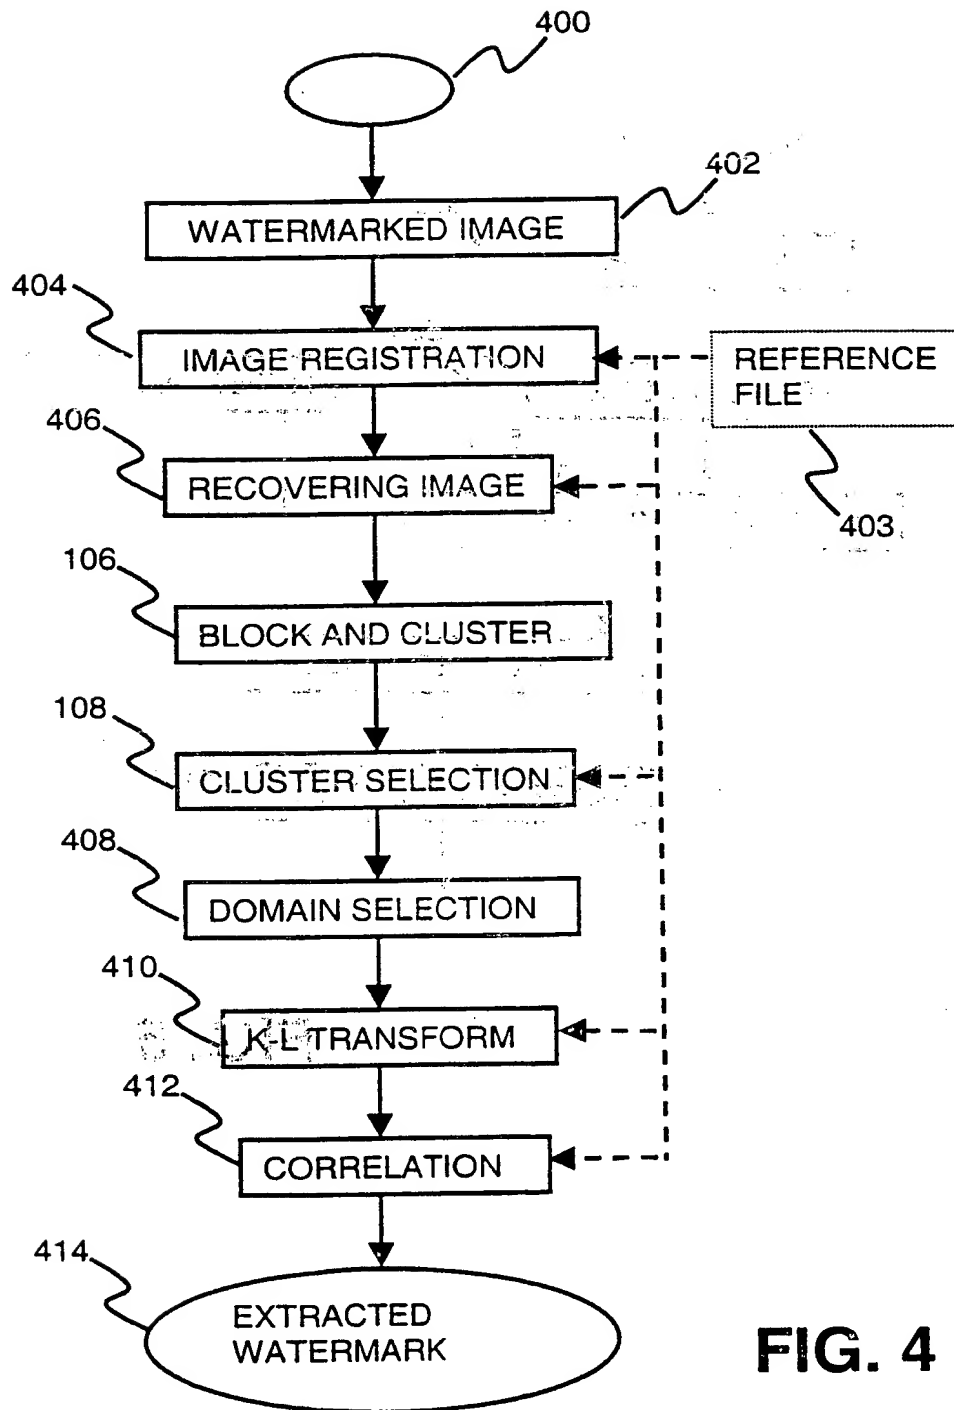 400
402
WATERMARKED IMAGE
404
IMAGE REGISTRATION
REFERENCE
FILE
406
RECOVERING IMAGE
403
106
BLOCK AND CLUSTER
108
CLUSTER SELECTION
408
DOMAIN SELECTION
410
K-L TRANSFORM
412
CORRELATION
414
EXTRACTED
WATERMARK
FIG. 4